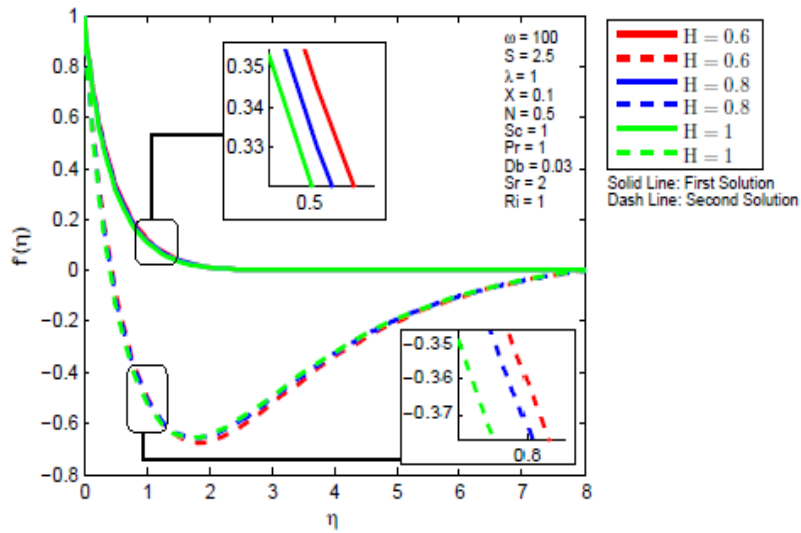 f'(η)
1
0.8
0.6
0.4
0.2
0
−0.2
−0.4
−0.6
−0.8
0 1 2 3 4 5 6 7 8
η
0.35
0.34
0.33
0.5
−0.35
−0.36
−0.37
0.8
ω = 100
S = 2.5
λ = 1
X = 0.1
N = 0.5
Sc = 1
Pr = 1
Db = 0.03
Sr = 2
Ri = 1
H = 0.6
H = 0.6
H = 0.8
H = 0.8
H = 1
H = 1
Solid Line: First Solution
Dash Line: Second Solution